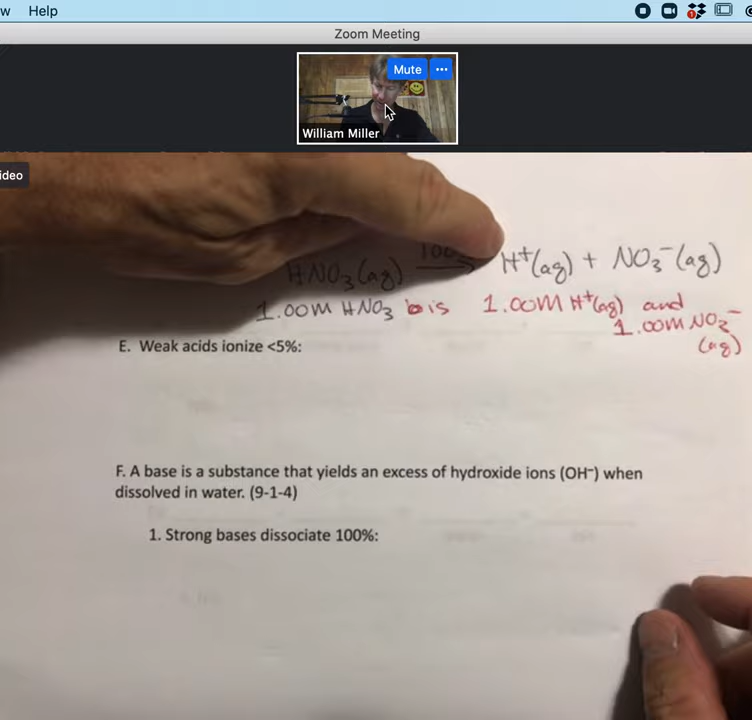 w Help
Zoom Meeting
Mute ...
William Miller
ideo
HNO₃(aq) 100 → H⁺(aq) + NO₃⁻(aq)
1.00M HNO₃ is 1.00M H⁺(aq) and
1.00M NO₃⁻
(aq)
E. Weak acids ionize <5%:
F. A base is a substance that yields an excess of hydroxide ions (OH⁻) when
dissolved in water. (9-1-4)
1. Strong bases dissociate 100%: